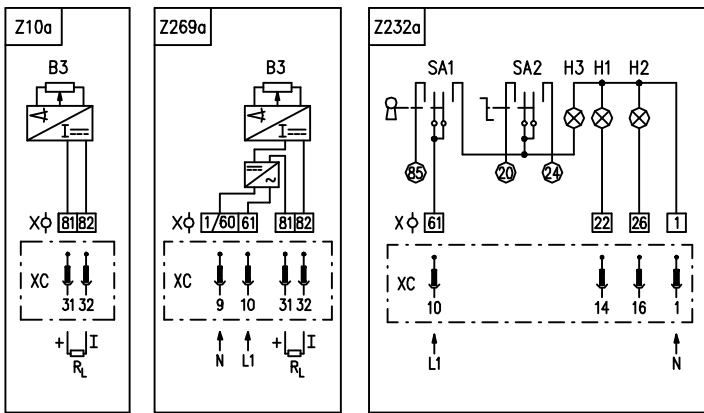 Z10a
B3
I
X 81 82
XC
31 32
+ I
RL
Z269a
B3
I
~
X 1/60 61 81 82
XC
9 10 31 32
N L1 + I
RL
Z232a
SA1 SA2 H3 H1 H2
85 20 24
X 61 22 26 1
XC
10 14 16 1
L1 N